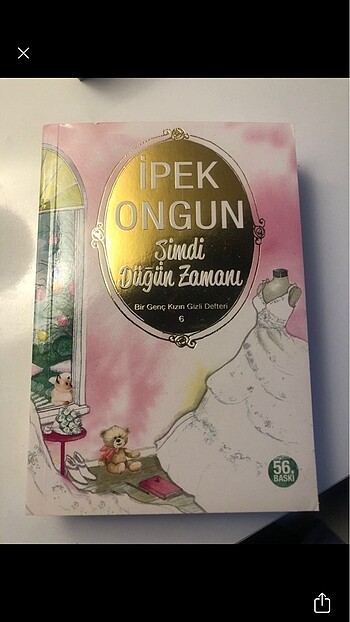 İPEK
ONGUN
Şimdi
Düğün Zamanı
Bir Genç Kızın Gizli Defteri
6
56.
BASKI